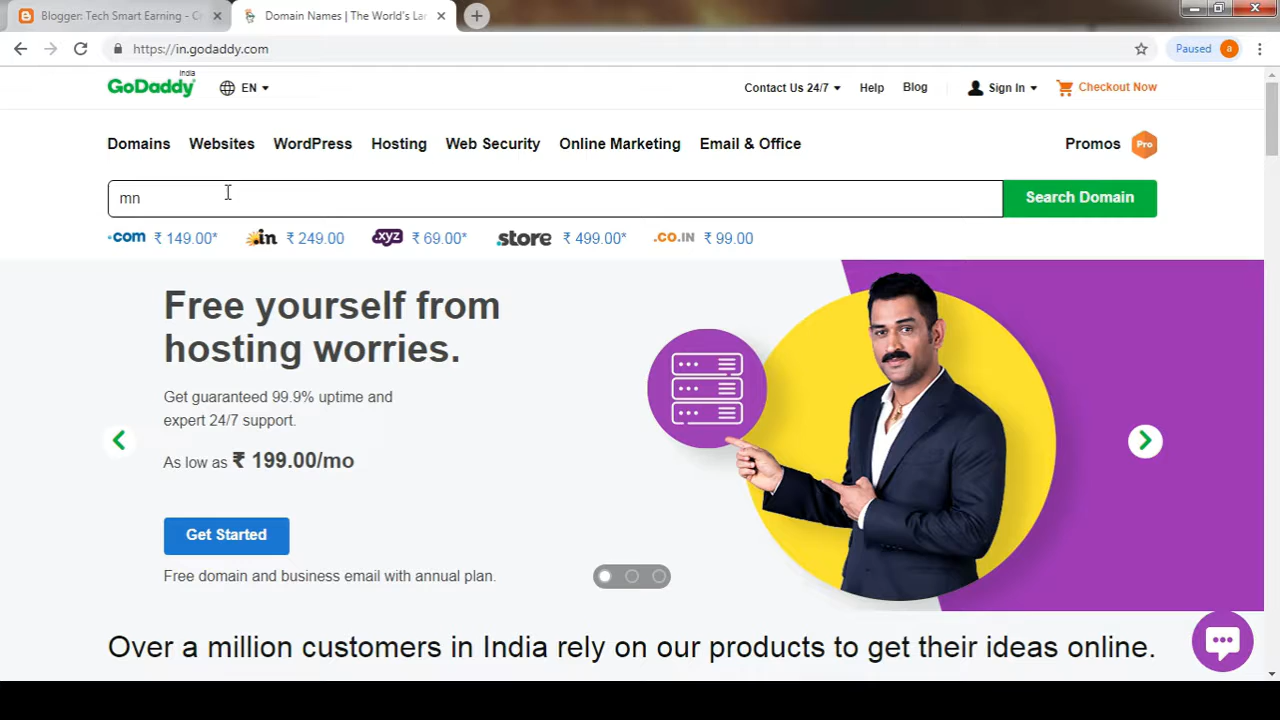 Blogger: Tech Smart Earning - Cr
Domain Names | The World's Lar
https://in.godaddy.com
Paused a
India
GoDaddy
EN
Contact Us 24/7
Help
Blog
Sign In
Checkout Now
Domains
Websites
WordPress
Hosting
Web Security
Online Marketing
Email & Office
Promos
Pro
mn
Search Domain
.com ₹ 149.00*
.in ₹ 249.00
.xyz ₹ 69.00*
.store ₹ 499.00*
.CO.IN ₹ 99.00
Free yourself from
hosting worries.
Get guaranteed 99.9% uptime and
expert 24/7 support.
As low as ₹ 199.00/mo
Get Started
Free domain and business email with annual plan.
Over a million customers in India rely on our products to get their ideas online.